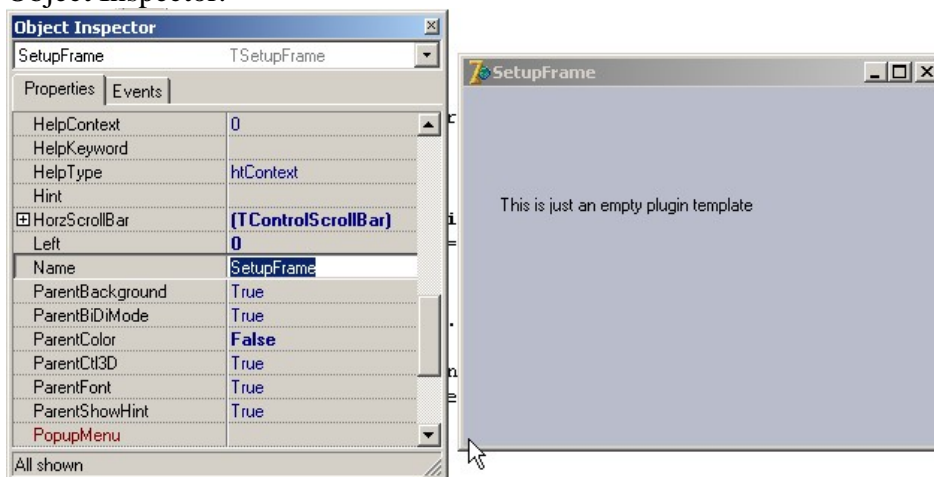 Object Inspector.
Object Inspector
SetupFrame TSetupFrame
Properties Events
HelpContext 0
HelpKeyword
HelpType htContext
Hint
HorzScrollBar (TControlScrollBar)
Left 0
Name SetupFrame
ParentBackground True
ParentBiDiMode True
ParentColor False
ParentCtl3D True
ParentFont True
ParentShowHint True
PopupMenu
All shown
SetupFrame
This is just an empty plugin template